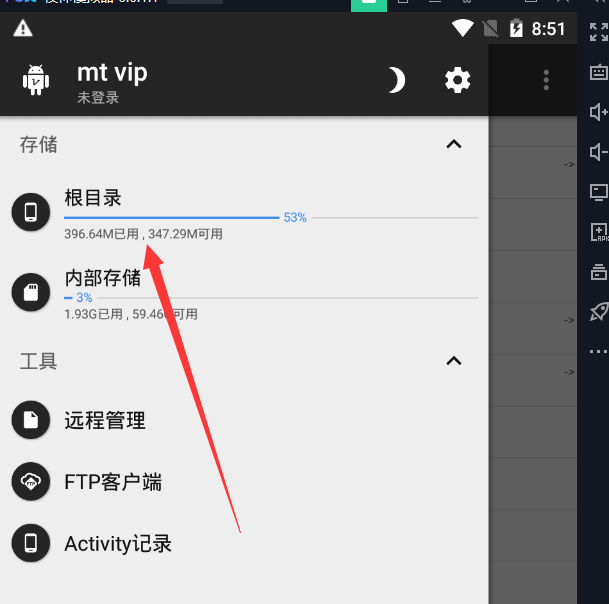 8:51
mt vip
未登录
存储
根目录
53%
396.64M已用 , 347.29M可用
->
内部存储
3%
1.93G已用 , 59.46G可用
->
工具
->
远程管理
FTP客户端
Activity记录